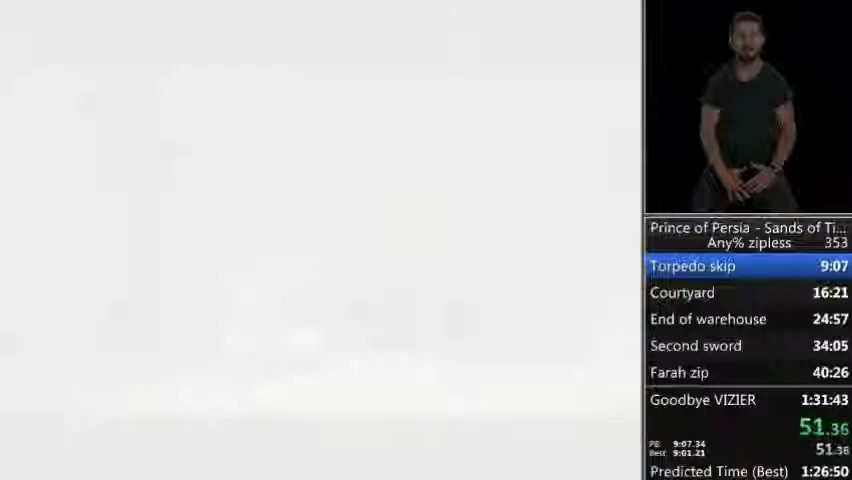 Prince of Persia - Sands of Ti...
Any% zipless 353
Torpedo skip 9:07
Courtyard 16:21
End of warehouse 24:57
Second sword 34:05
Farah zip 40:26
Goodbye VIZIER 1:31:43
51.36
PB: 9:07.34 51.36
Best: 9:01.21
Predicted Time (Best) 1:26:50